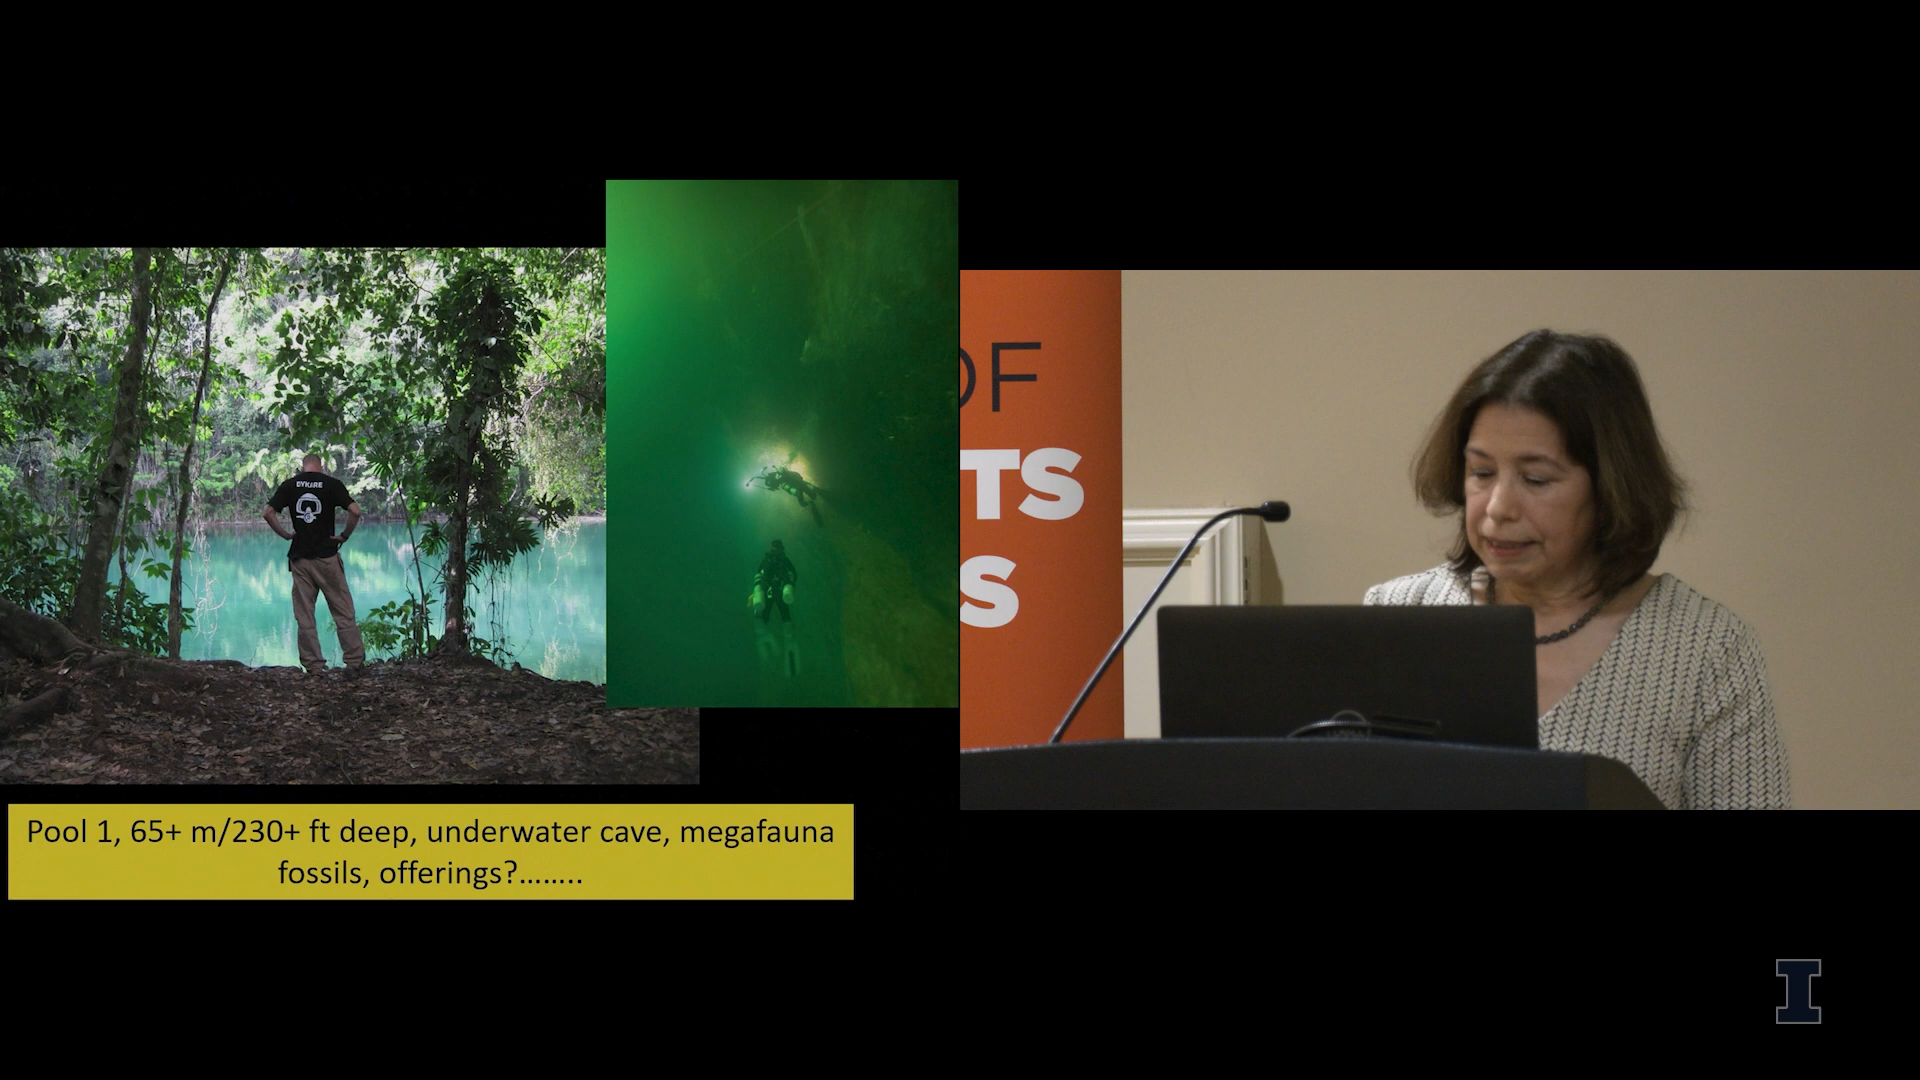 DYKARE
Pool 1, 65+ m/230+ ft deep, underwater cave, megafauna
fossils, offerings?........
OF
TS
S
I